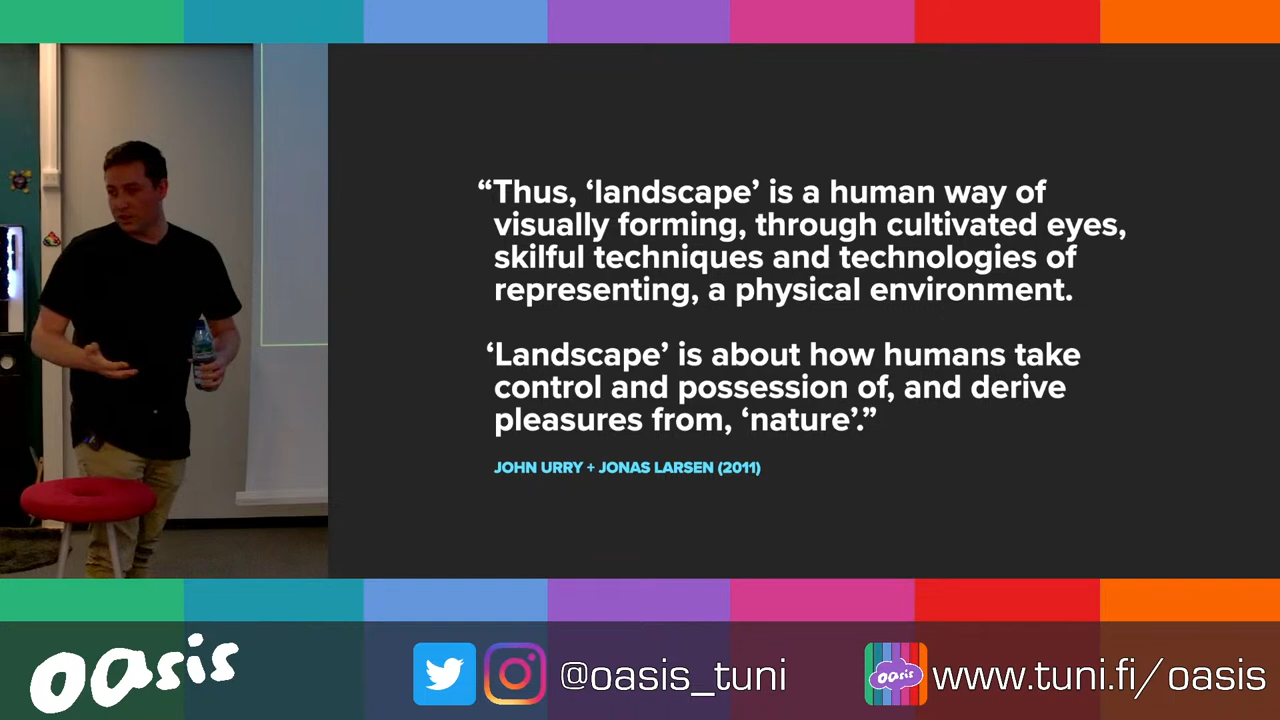 “Thus, ‘landscape’ is a human way of
visually forming, through cultivated eyes,
skilful techniques and technologies of
representing, a physical environment.
‘Landscape’ is about how humans take
control and possession of, and derive
pleasures from, ‘nature’.”
JOHN URRY + JONAS LARSEN (2011)
oasis
@oasis_tuni
oasis
www.tuni.fi/oasis